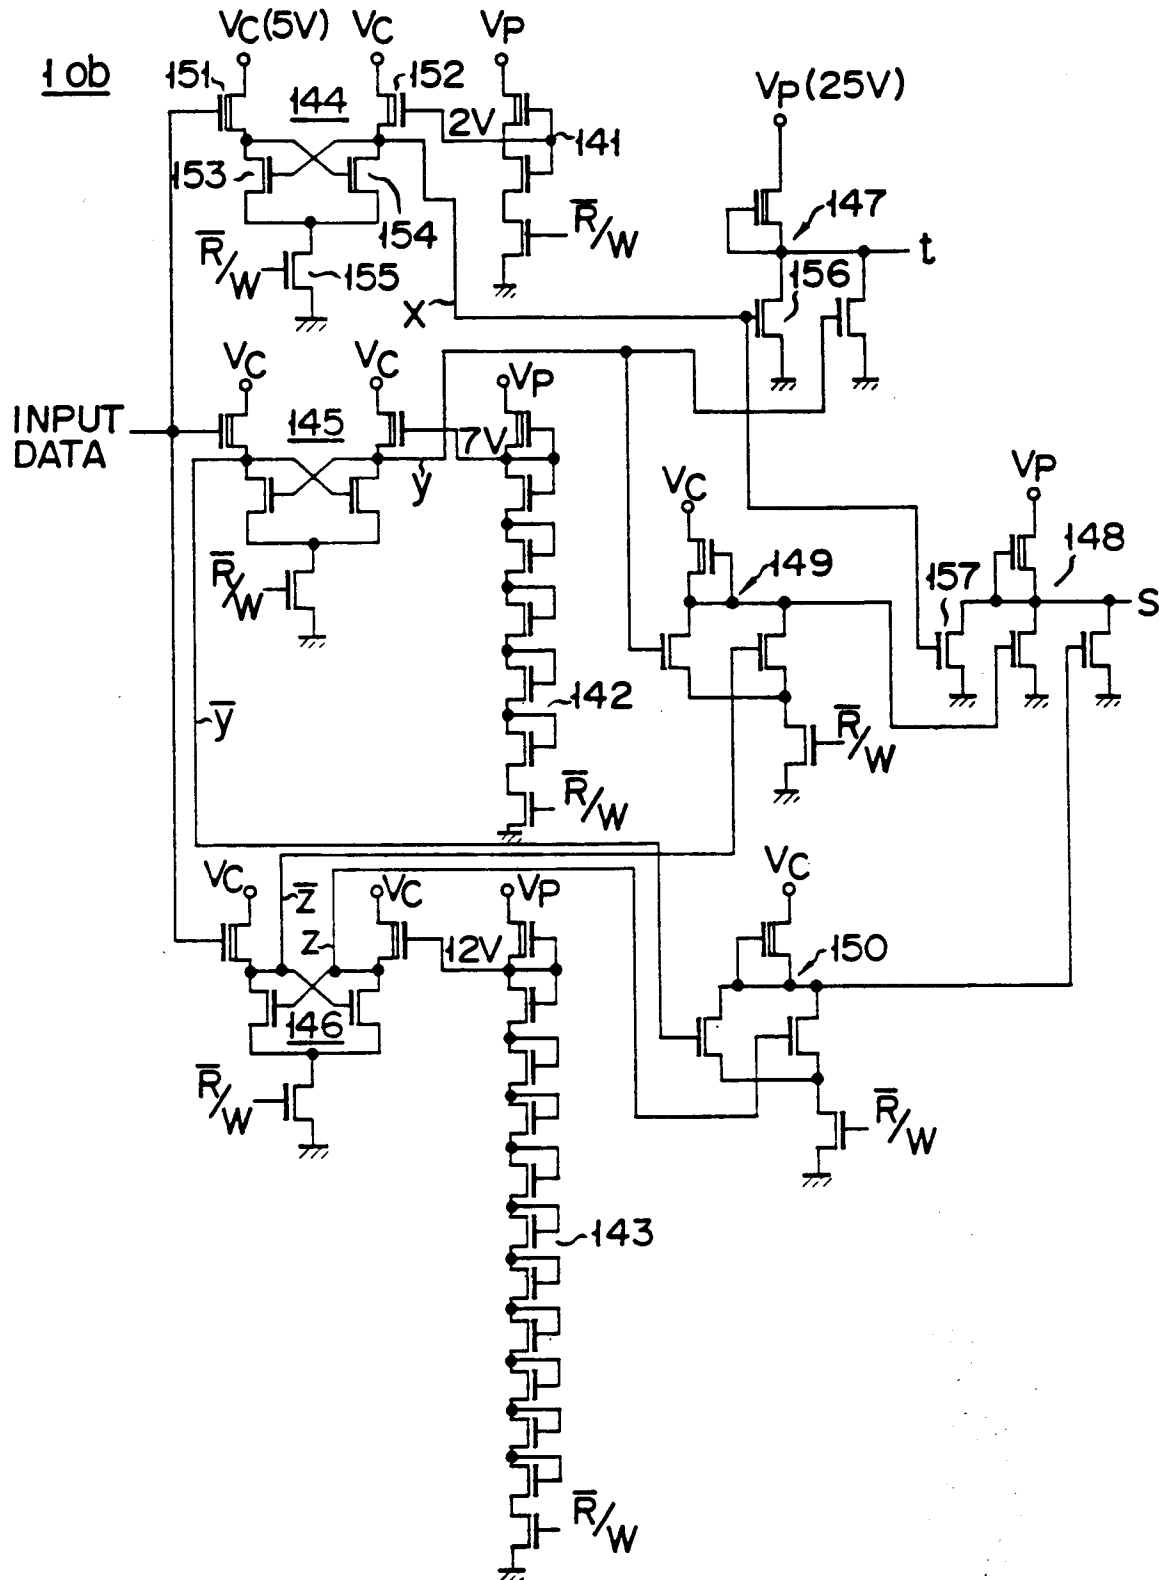 10b
VC(5V) VC VP
151 144 152
2V 141
153 154
R̅/W
155
R̅/W
X
VP(25V)
147
t
156
INPUT
DATA
VC VC VP
145
7V
y
R̅/W
142
R̅/W
y̅
VC
149
R̅/W
VP
157 148
S
VC z̅ VC VP
z 12V
146
R̅/W
143
R̅/W
VC
150
R̅/W